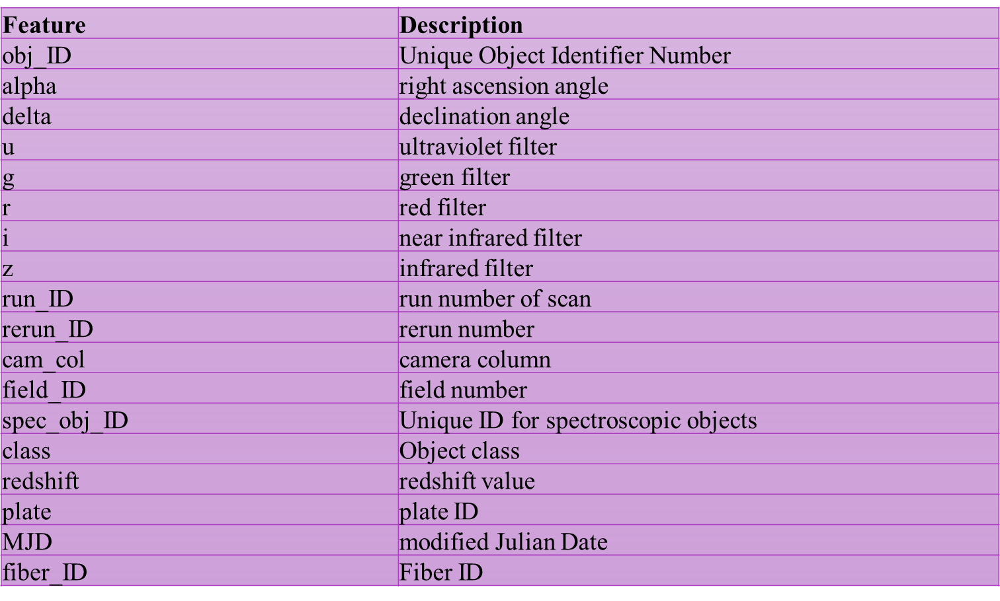 Feature Description
obj_ID Unique Object Identifier Number
alpha right ascension angle
delta declination angle
u ultraviolet filter
g green filter
r red filter
i near infrared filter
z infrared filter
run_ID run number of scan
rerun_ID rerun number
cam_col camera column
field_ID field number
spec_obj_ID Unique ID for spectroscopic objects
class Object class
redshift redshift value
plate plate ID
MJD modified Julian Date
fiber_ID Fiber ID